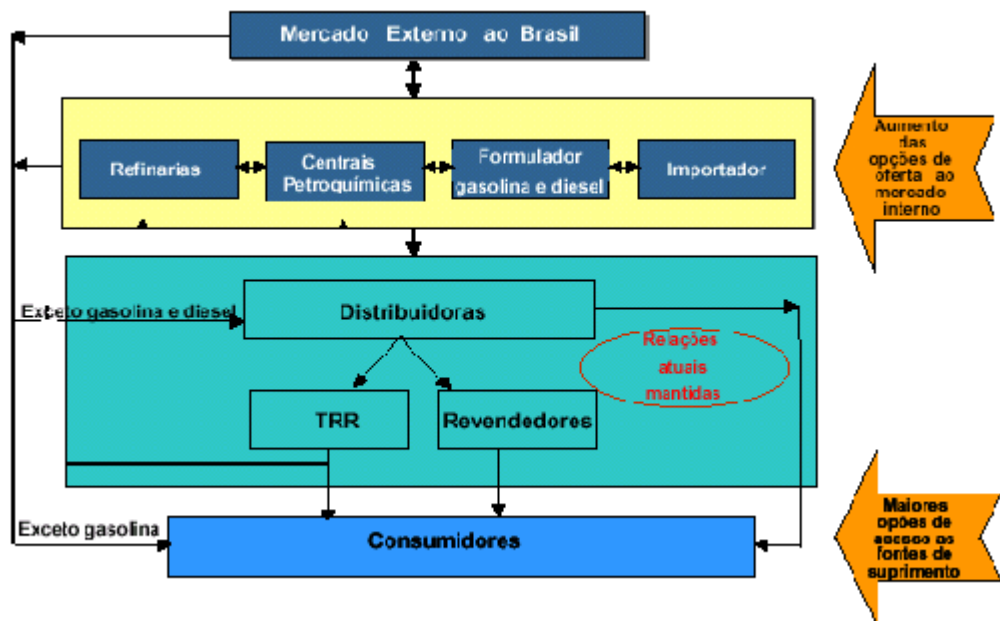 Mercado Externo ao Brasil
Refinarias
Centrais
Petroquímicas
Formulador
gasolina e diesel
Importador
Aumento
das
opções de
oferta ao
mercado
interno
Exceto gasolina e diesel
Distribuidoras
Relações
atuais
mantidas
TRR
Revendedores
Exceto gasolina
Consumidores
Maiores
opões de
acesso as
fontes de
suprimento